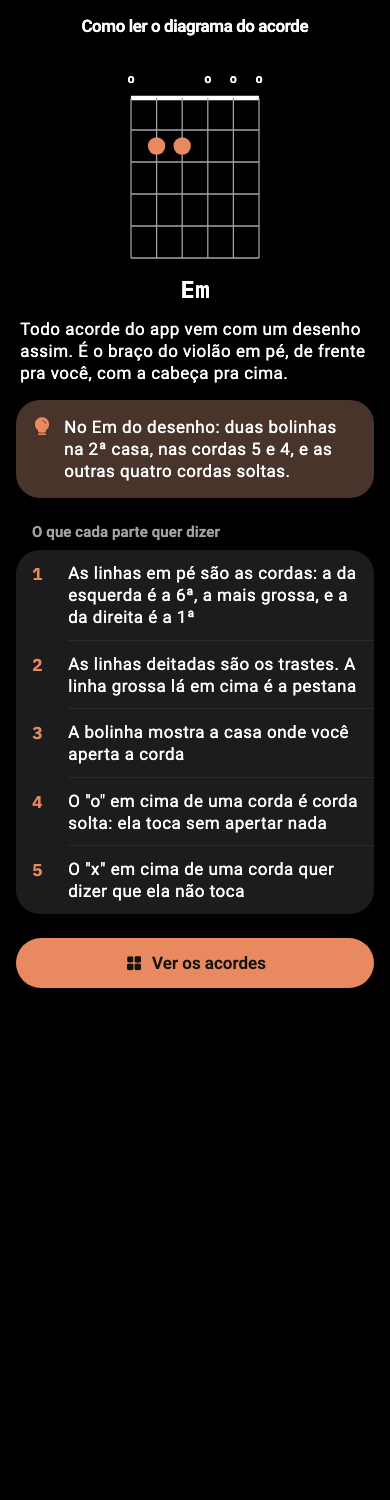 Como ler o diagrama do acorde
o o o o
Em
Todo acorde do app vem com um desenho
assim. É o braço do violão em pé, de frente
pra você, com a cabeça pra cima.
No Em do desenho: duas bolinhas
na 2ª casa, nas cordas 5 e 4, e as
outras quatro cordas soltas.
O que cada parte quer dizer
1 As linhas em pé são as cordas: a da
esquerda é a 6ª, a mais grossa, e a
da direita é a 1ª
2 As linhas deitadas são os trastes. A
linha grossa lá em cima é a pestana
3 A bolinha mostra a casa onde você
aperta a corda
4 O "o" em cima de uma corda é corda
solta: ela toca sem apertar nada
5 O "x" em cima de uma corda quer
dizer que ela não toca
Ver os acordes